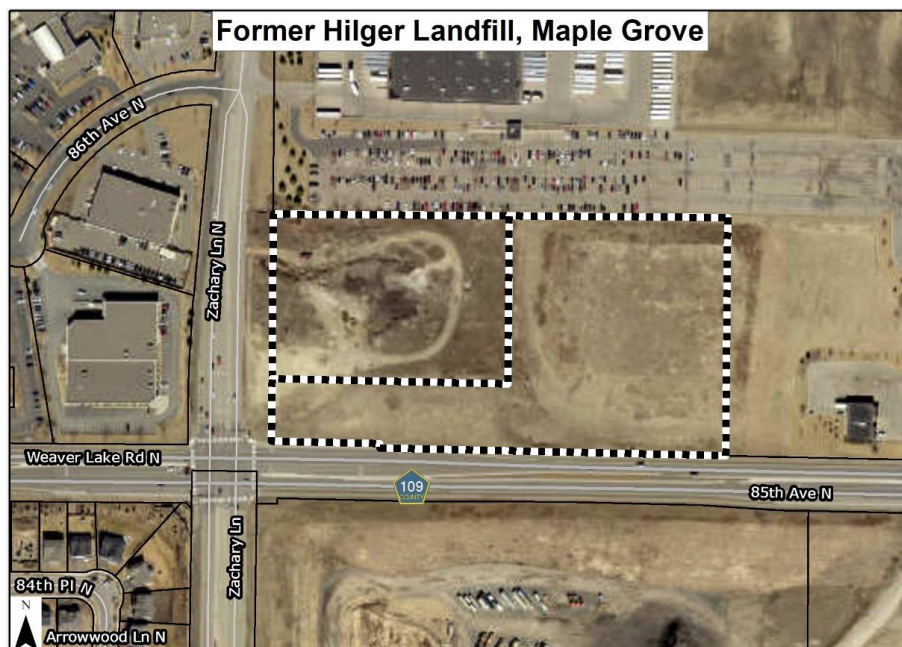 Former Hilger Landfill, Maple Grove
86th Ave N
Zachary Ln N
Weaver Lake Rd N
109
COUNTY
85th Ave N
Zachary Ln
84th Pl N
N
Arrowwood Ln N